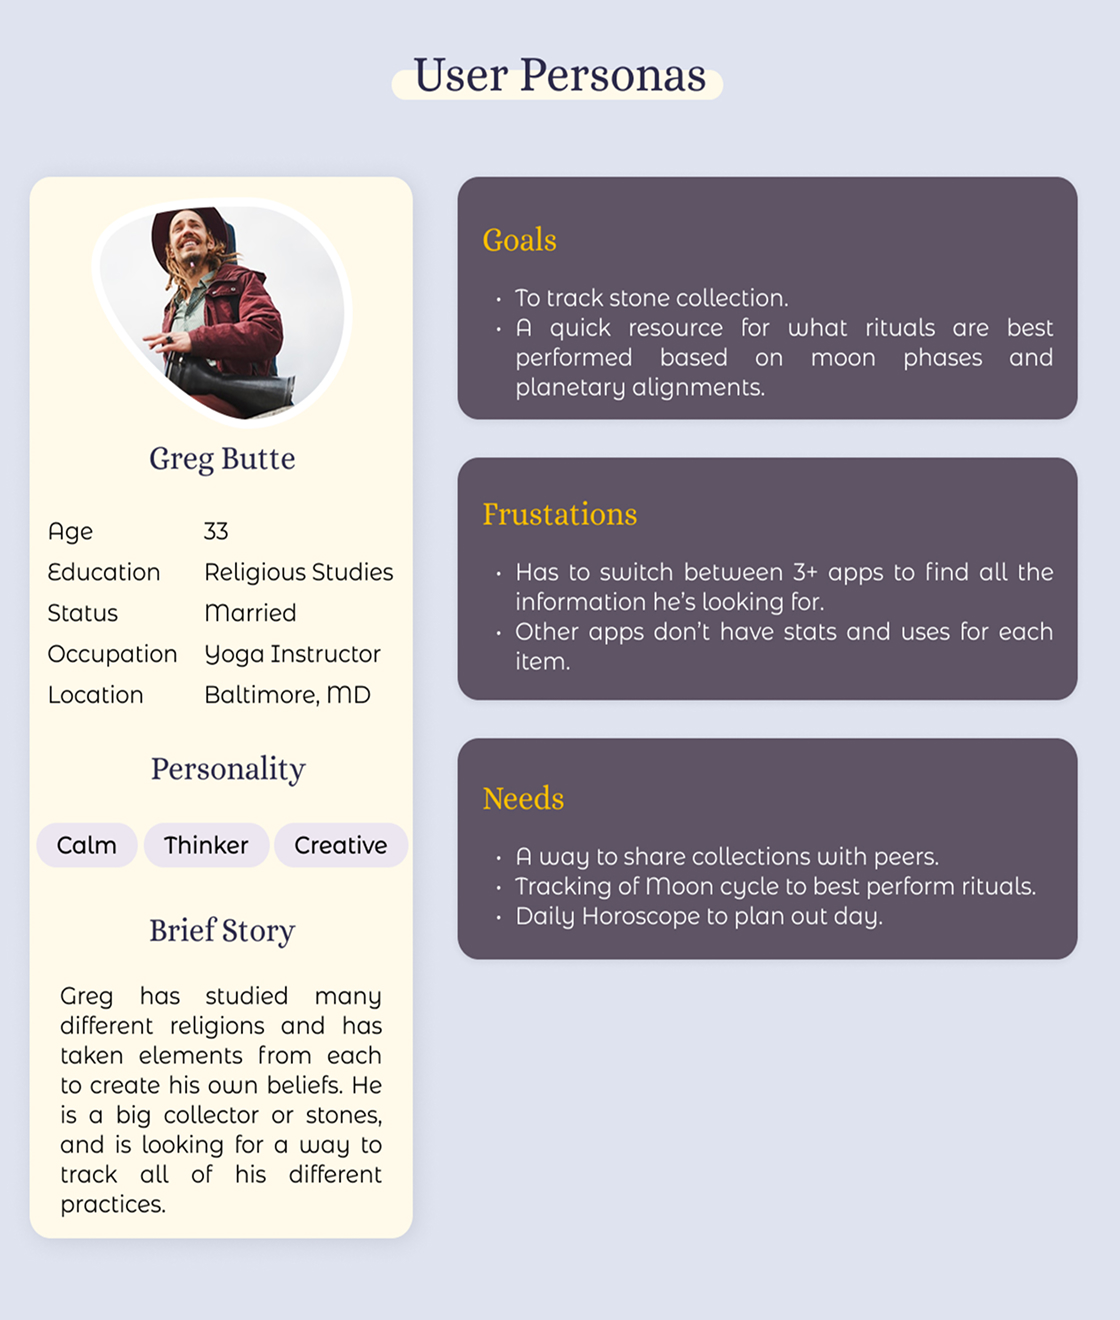 User Personas
Greg Butte
Age 33
Education Religious Studies
Status Married
Occupation Yoga Instructor
Location Baltimore, MD
Personality
Calm Thinker Creative
Brief Story
Greg has studied many
different religions and has
taken elements from each
to create his own beliefs. He
is a big collector or stones,
and is looking for a way to
track all of his different
practices.
Goals
• To track stone collection.
• A quick resource for what rituals are best
performed based on moon phases and
planetary alignments.
Frustations
• Has to switch between 3+ apps to find all the
information he's looking for.
• Other apps don't have stats and uses for each
item.
Needs
• A way to share collections with peers.
• Tracking of Moon cycle to best perform rituals.
• Daily Horoscope to plan out day.